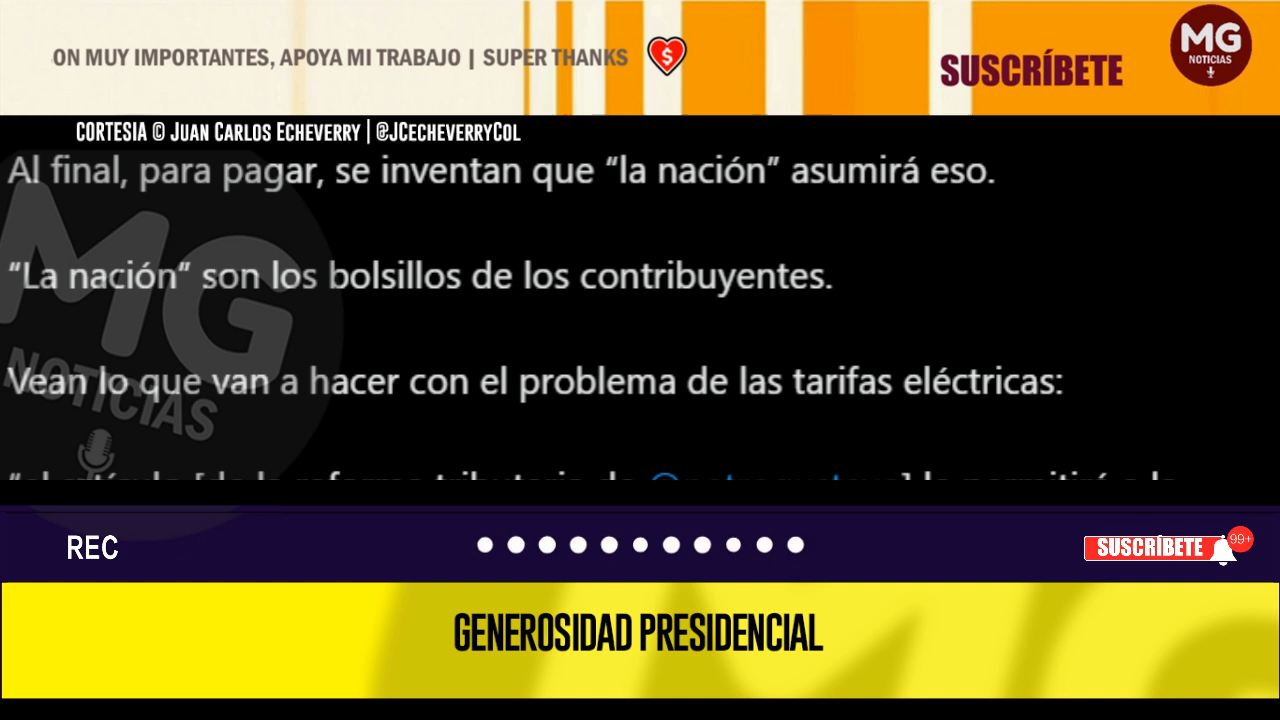 ON MUY IMPORTANTES, APOYA MI TRABAJO | SUPER THANKS
SUSCRÍBETE
MG
NOTICIAS
CORTESIA © JUAN CARLOS ECHEVERRY | @JCECHEVERRYCOL
Al final, para pagar, se inventan que “la nación” asumirá eso.
“La nación” son los bolsillos de los contribuyentes.
MG
NOTICIAS
Vean lo que van a hacer con el problema de las tarifas eléctricas:
REC
SUSCRÍBETE
99+
GENEROSIDAD PRESIDENCIAL